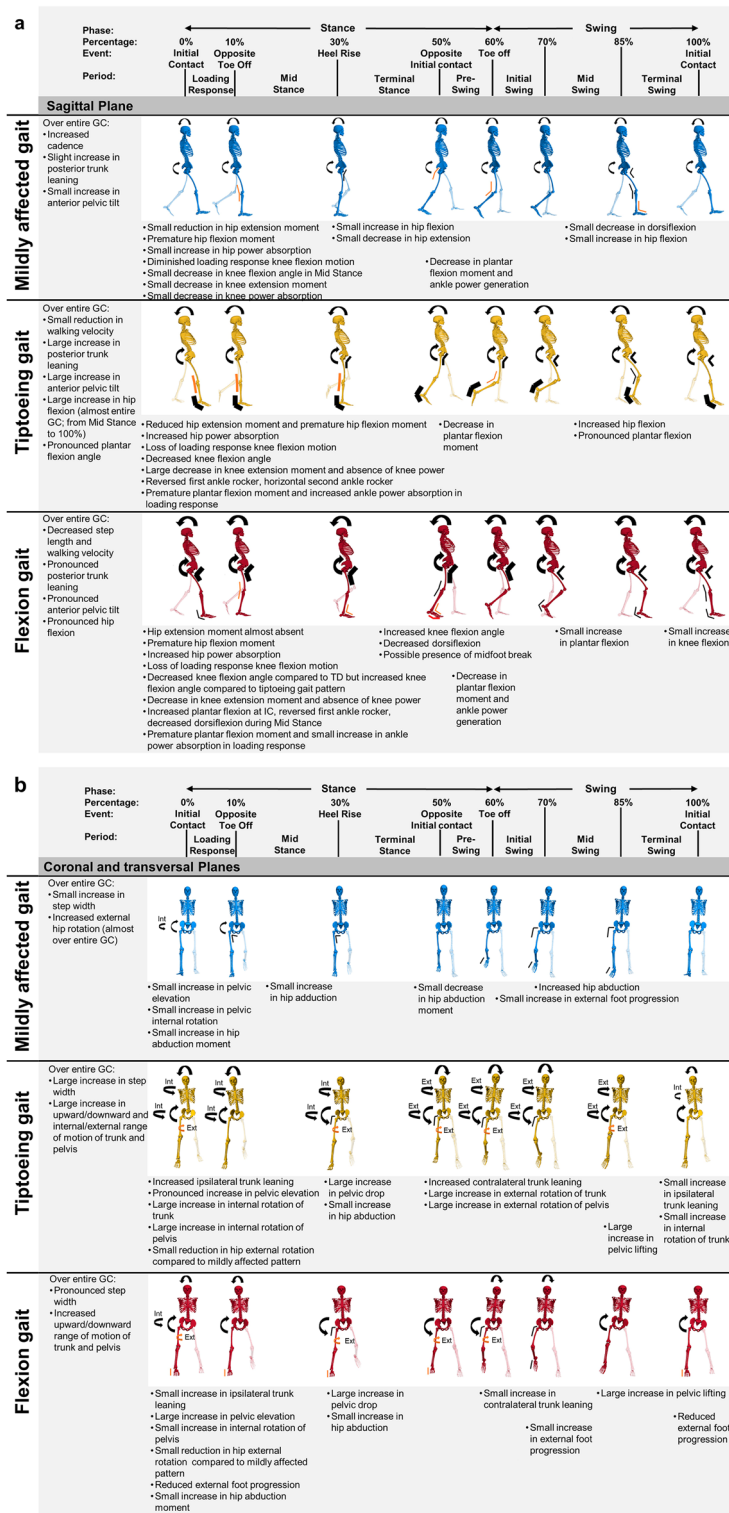 a
Phase:
Stance
Swing
Percentage:
0%
10%
30%
50%
60%
70%
85%
100%
Event:
Initial
Contact
Opposite
Toe Off
Heel Rise
Opposite
Initial contact
Toe off
Initial
Contact
Period:
Loading
Response
Mid
Stance
Terminal
Stance
Pre-
Swing
Initial
Swing
Mid
Swing
Terminal
Swing
Sagittal Plane
Mildly affected gait
Over entire GC:
•Increased
cadence
•Slight increase in
posterior trunk
leaning
•Small increase in
anterior pelvic tilt
•Small reduction in hip extension moment
•Premature hip flexion moment
•Small increase in hip power absorption
•Diminished loading response knee flexion motion
•Small decrease in knee flexion angle in Mid Stance
•Small decrease in knee extension moment
•Small decrease in knee power absorption
•Small increase in hip flexion
•Small decrease in hip extension
•Decrease in plantar
flexion moment and
ankle power generation
•Small decrease in dorsiflexion
•Small increase in hip flexion
Tiptoeing gait
Over entire GC:
•Small reduction in
walking velocity
•Large increase in
posterior trunk
leaning
•Large increase in
anterior pelvic tilt
•Large increase in hip
flexion (almost entire
GC; from Mid Stance
to 100%)
•Pronounced plantar
flexion angle
•Reduced hip extension moment and premature hip flexion moment
•Increased hip power absorption
•Loss of loading response knee flexion motion
•Decreased knee flexion angle
•Large decrease in knee extension moment and absence of knee power
•Reversed first ankle rocker, horizontal second ankle rocker
•Premature plantar flexion moment and increased ankle power absorption in
loading response
•Decrease in
plantar flexion
moment
•Increased hip flexion
•Pronounced plantar flexion
Flexion gait
Over entire GC:
•Decreased step
length and
walking velocity
•Pronounced
posterior trunk
leaning
•Pronounced
anterior pelvic tilt
•Pronounced hip
flexion
•Hip extension moment almost absent
•Premature hip flexion moment
•Increased hip power absorption
•Loss of loading response knee flexion motion
•Decreased knee flexion angle compared to TD but increased knee
flexion angle compared to tiptoeing gait pattern
•Decrease in knee extension moment and absence of knee power
•Increased plantar flexion at IC, reversed first ankle rocker,
decreased dorsiflexion during Mid Stance
•Premature plantar flexion moment and small increase in ankle
power absorption in loading response
•Increased knee flexion angle
•Decreased dorsiflexion
•Possible presence of midfoot break
•Decrease in
plantar flexion
moment and
ankle power
generation
•Small increase
in plantar flexion
•Small increase
in knee flexion
b
Phase:
Stance
Swing
Percentage:
0%
10%
30%
50%
60%
70%
85%
100%
Event:
Initial
Contact
Opposite
Toe Off
Heel Rise
Opposite
Initial contact
Toe off
Initial
Contact
Period:
Loading
Response
Mid
Stance
Terminal
Stance
Pre-
Swing
Initial
Swing
Mid
Swing
Terminal
Swing
Coronal and transversal Planes
Mildly affected gait
Over entire GC:
•Small increase in
step width
•Increased external
hip rotation (almost
over entire GC)
Int
•Small increase in pelvic
elevation
•Small increase in pelvic
internal rotation
•Small increase in hip
abduction moment
•Small increase
in hip adduction
•Small decrease
in hip abduction
moment
•Increased hip abduction
•Small increase in external foot progression
Tiptoeing gait
Over entire GC:
•Large increase in step
width
•Large increase in
upward/downward and
internal/external range
of motion of trunk and
pelvis
Int
Int
Int
Ext
Ext
Ext
Ext
Int
Ext
Ext
Ext
Ext
•Increased ipsilateral trunk leaning
•Pronounced increase in pelvic elevation
•Large increase in internal rotation of
trunk
•Large increase in internal rotation of
pelvis
•Small reduction in hip external rotation
compared to mildly affected pattern
•Large increase
in pelvic drop
•Small increase
in hip abduction
•Increased contralateral trunk leaning
•Large increase in external rotation of trunk
•Large increase in external rotation of pelvis
•Large
increase in
pelvic lifting
•Small increase
in ipsilateral
trunk leaning
•Small increase
in internal
rotation of trunk
Flexion gait
Over entire GC:
•Pronounced step
width
•Increased
upward/downward
range of motion of
trunk and pelvis
Int
Ext
Ext
Ext
•Small increase in ipsilateral trunk
leaning
•Large increase in pelvic elevation
•Small increase in internal rotation of
pelvis
•Small reduction in hip external
rotation compared to mildly affected
pattern
•Reduced external foot progression
•Small increase in hip abduction
moment
•Large increase in
pelvic drop
•Small increase in
hip abduction
•Small increase in
contralateral trunk leaning
•Small increase
in external foot
progression
•Large increase in pelvic lifting
•Reduced
external foot
progression